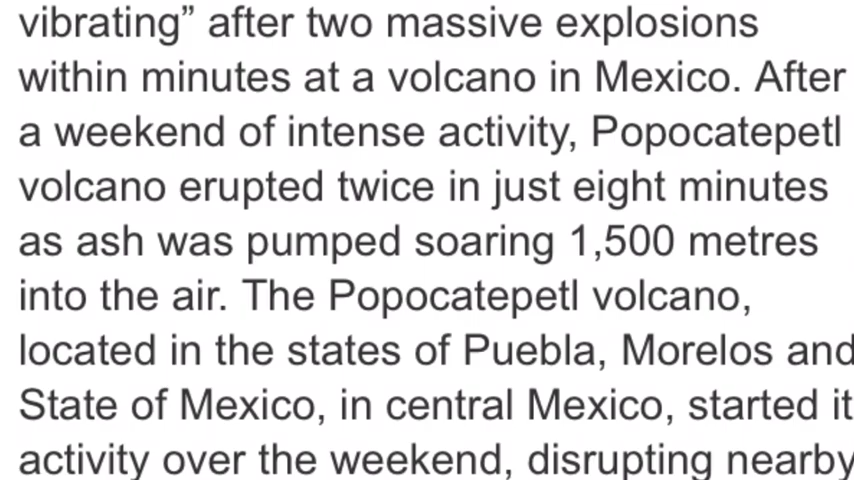 vibrating” after two massive explosions
within minutes at a volcano in Mexico. After
a weekend of intense activity, Popocatepetl
volcano erupted twice in just eight minutes
as ash was pumped soaring 1,500 metres
into the air. The Popocatepetl volcano,
located in the states of Puebla, Morelos and
State of Mexico, in central Mexico, started it
activity over the weekend, disrupting nearby